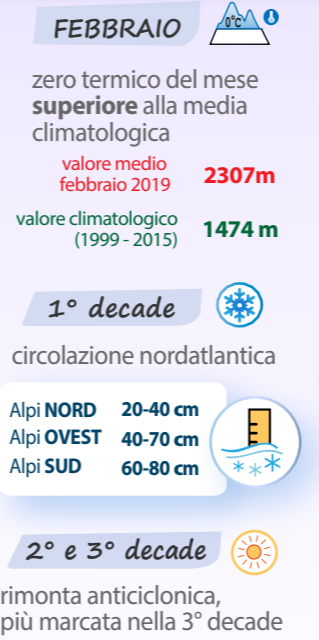 FEBBRAIO
0°C
zero termico del mese
superiore alla media
climatologica
valore medio
febbraio 2019
2307m
valore climatologico
(1999 - 2015)
1474 m
1° decade
circolazione nordatlantica
Alpi NORD 20-40 cm
Alpi OVEST 40-70 cm
Alpi SUD 60-80 cm
2° e 3° decade
rimonta anticiclonica,
più marcata nella 3° decade